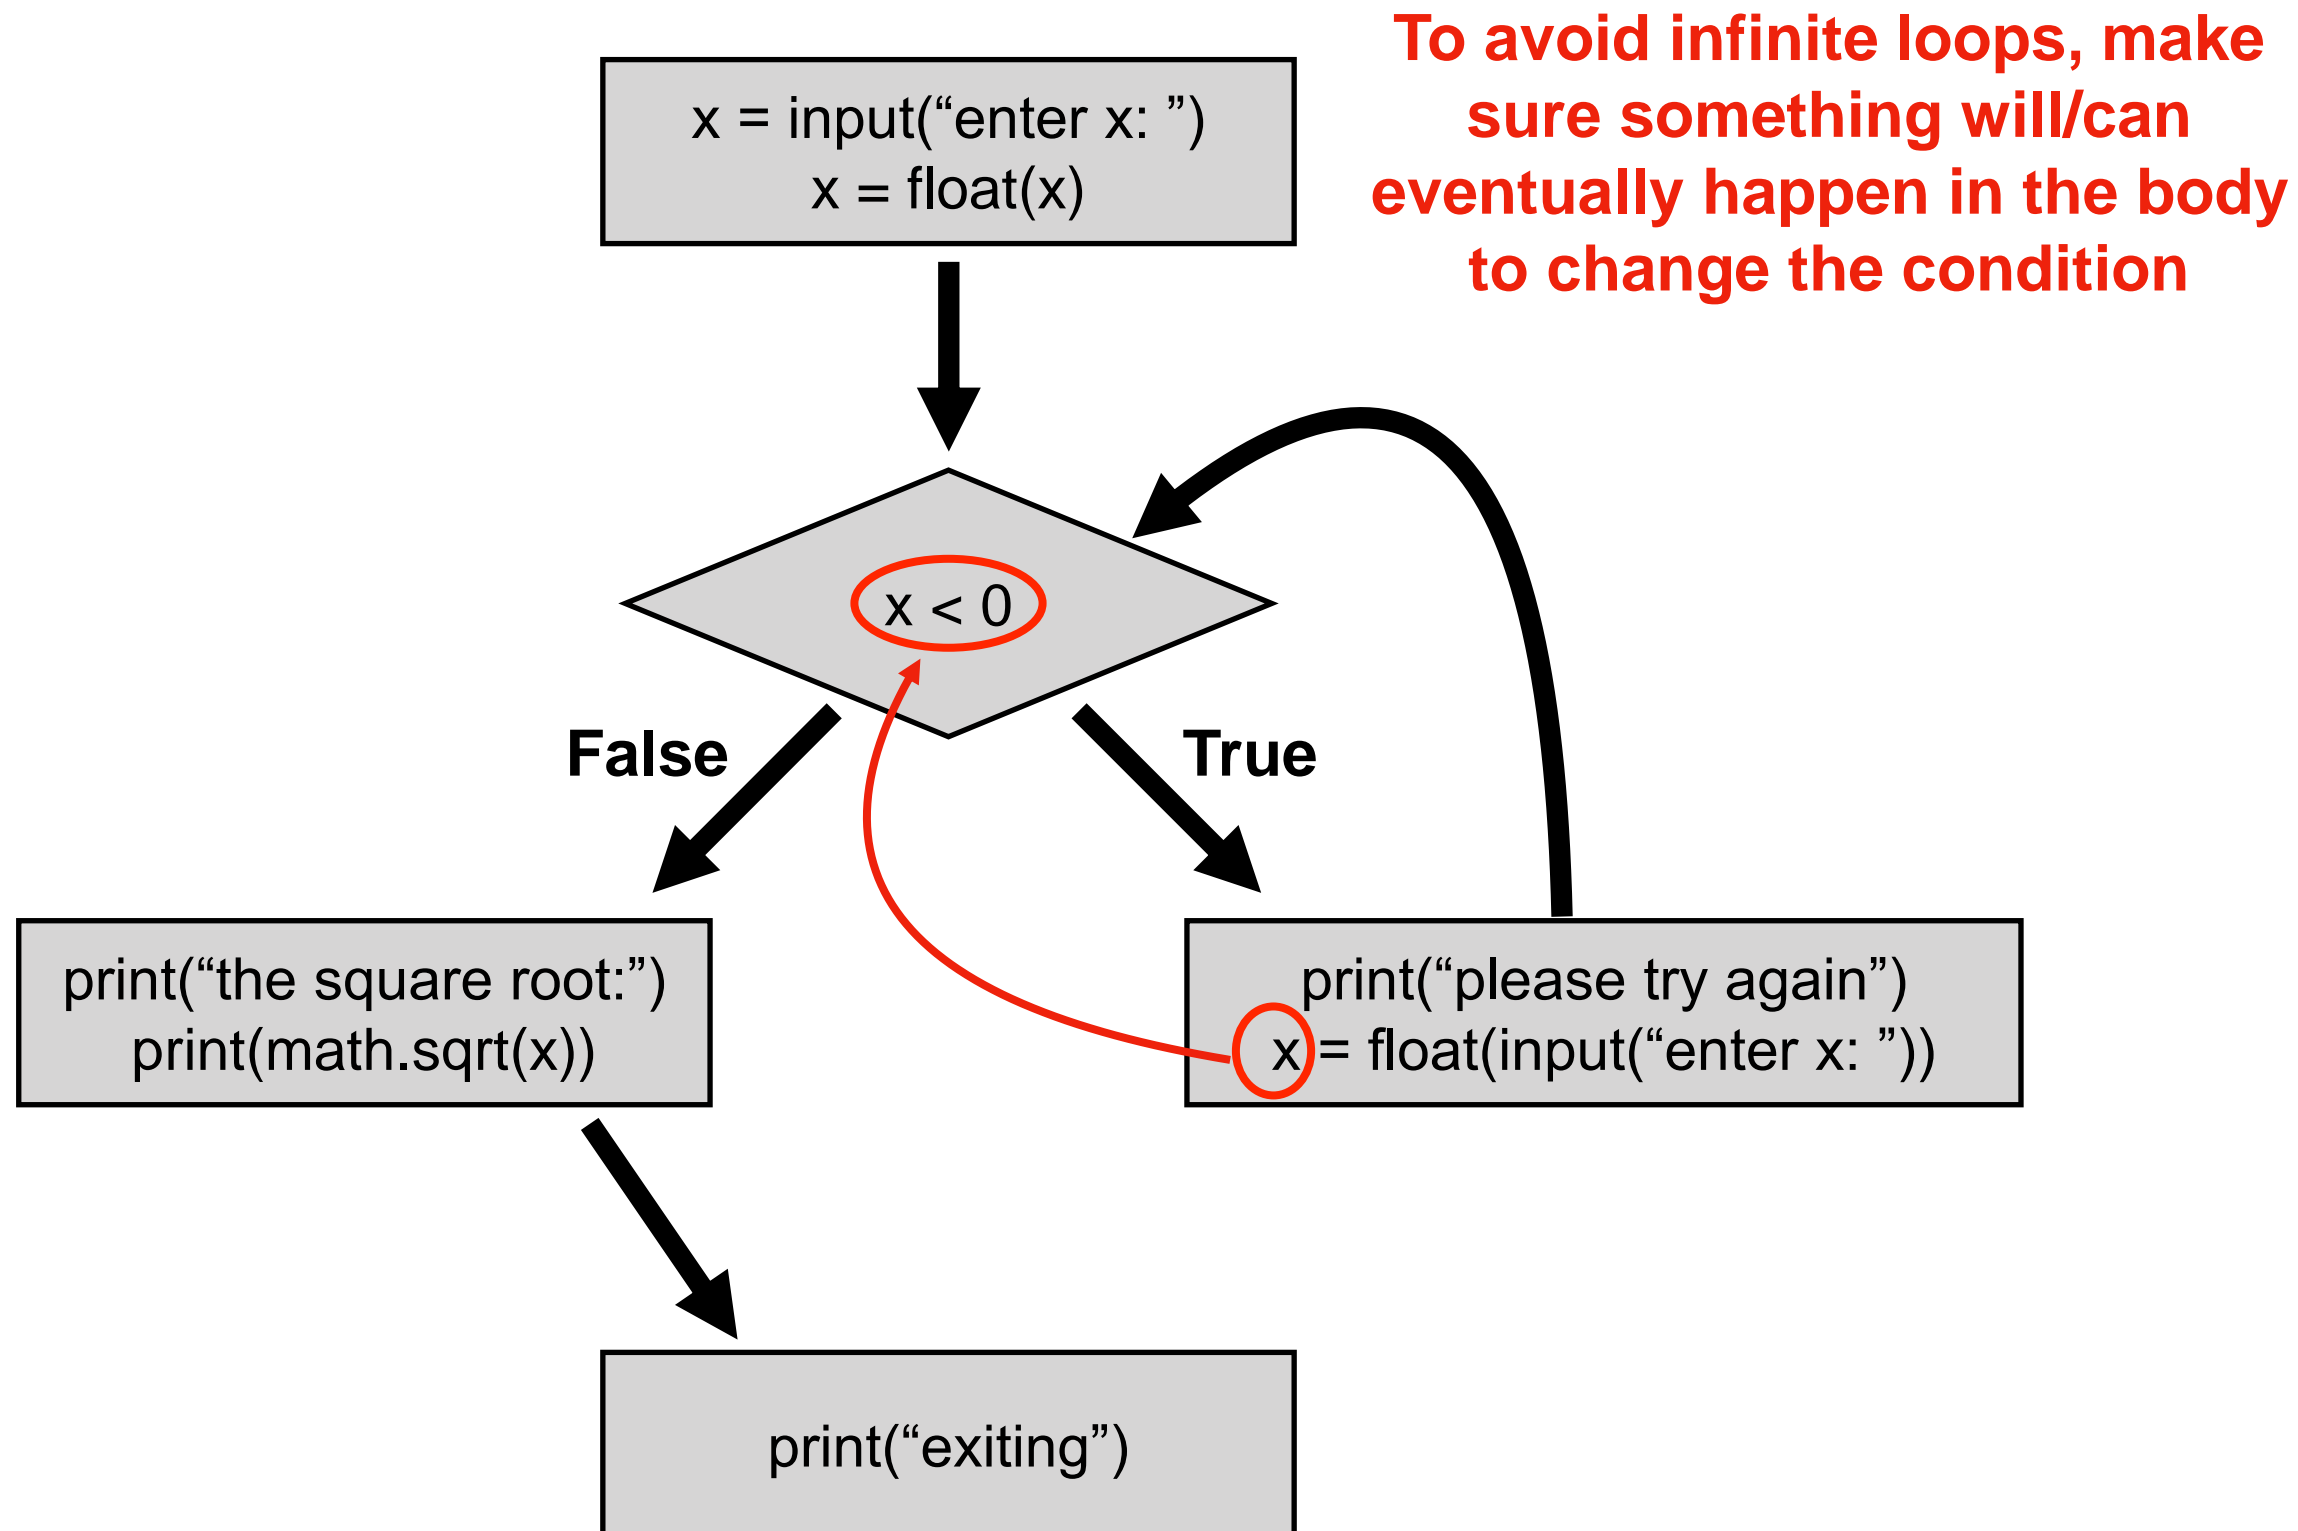 To avoid infinite loops, make
sure something will/can
eventually happen in the body
to change the condition
x = input(“enter x: ”)
x = float(x)
x < 0
False
True
print(“the square root:”)
print(math.sqrt(x))
print(“please try again”)
x = float(input(“enter x: ”))
print(“exiting”)